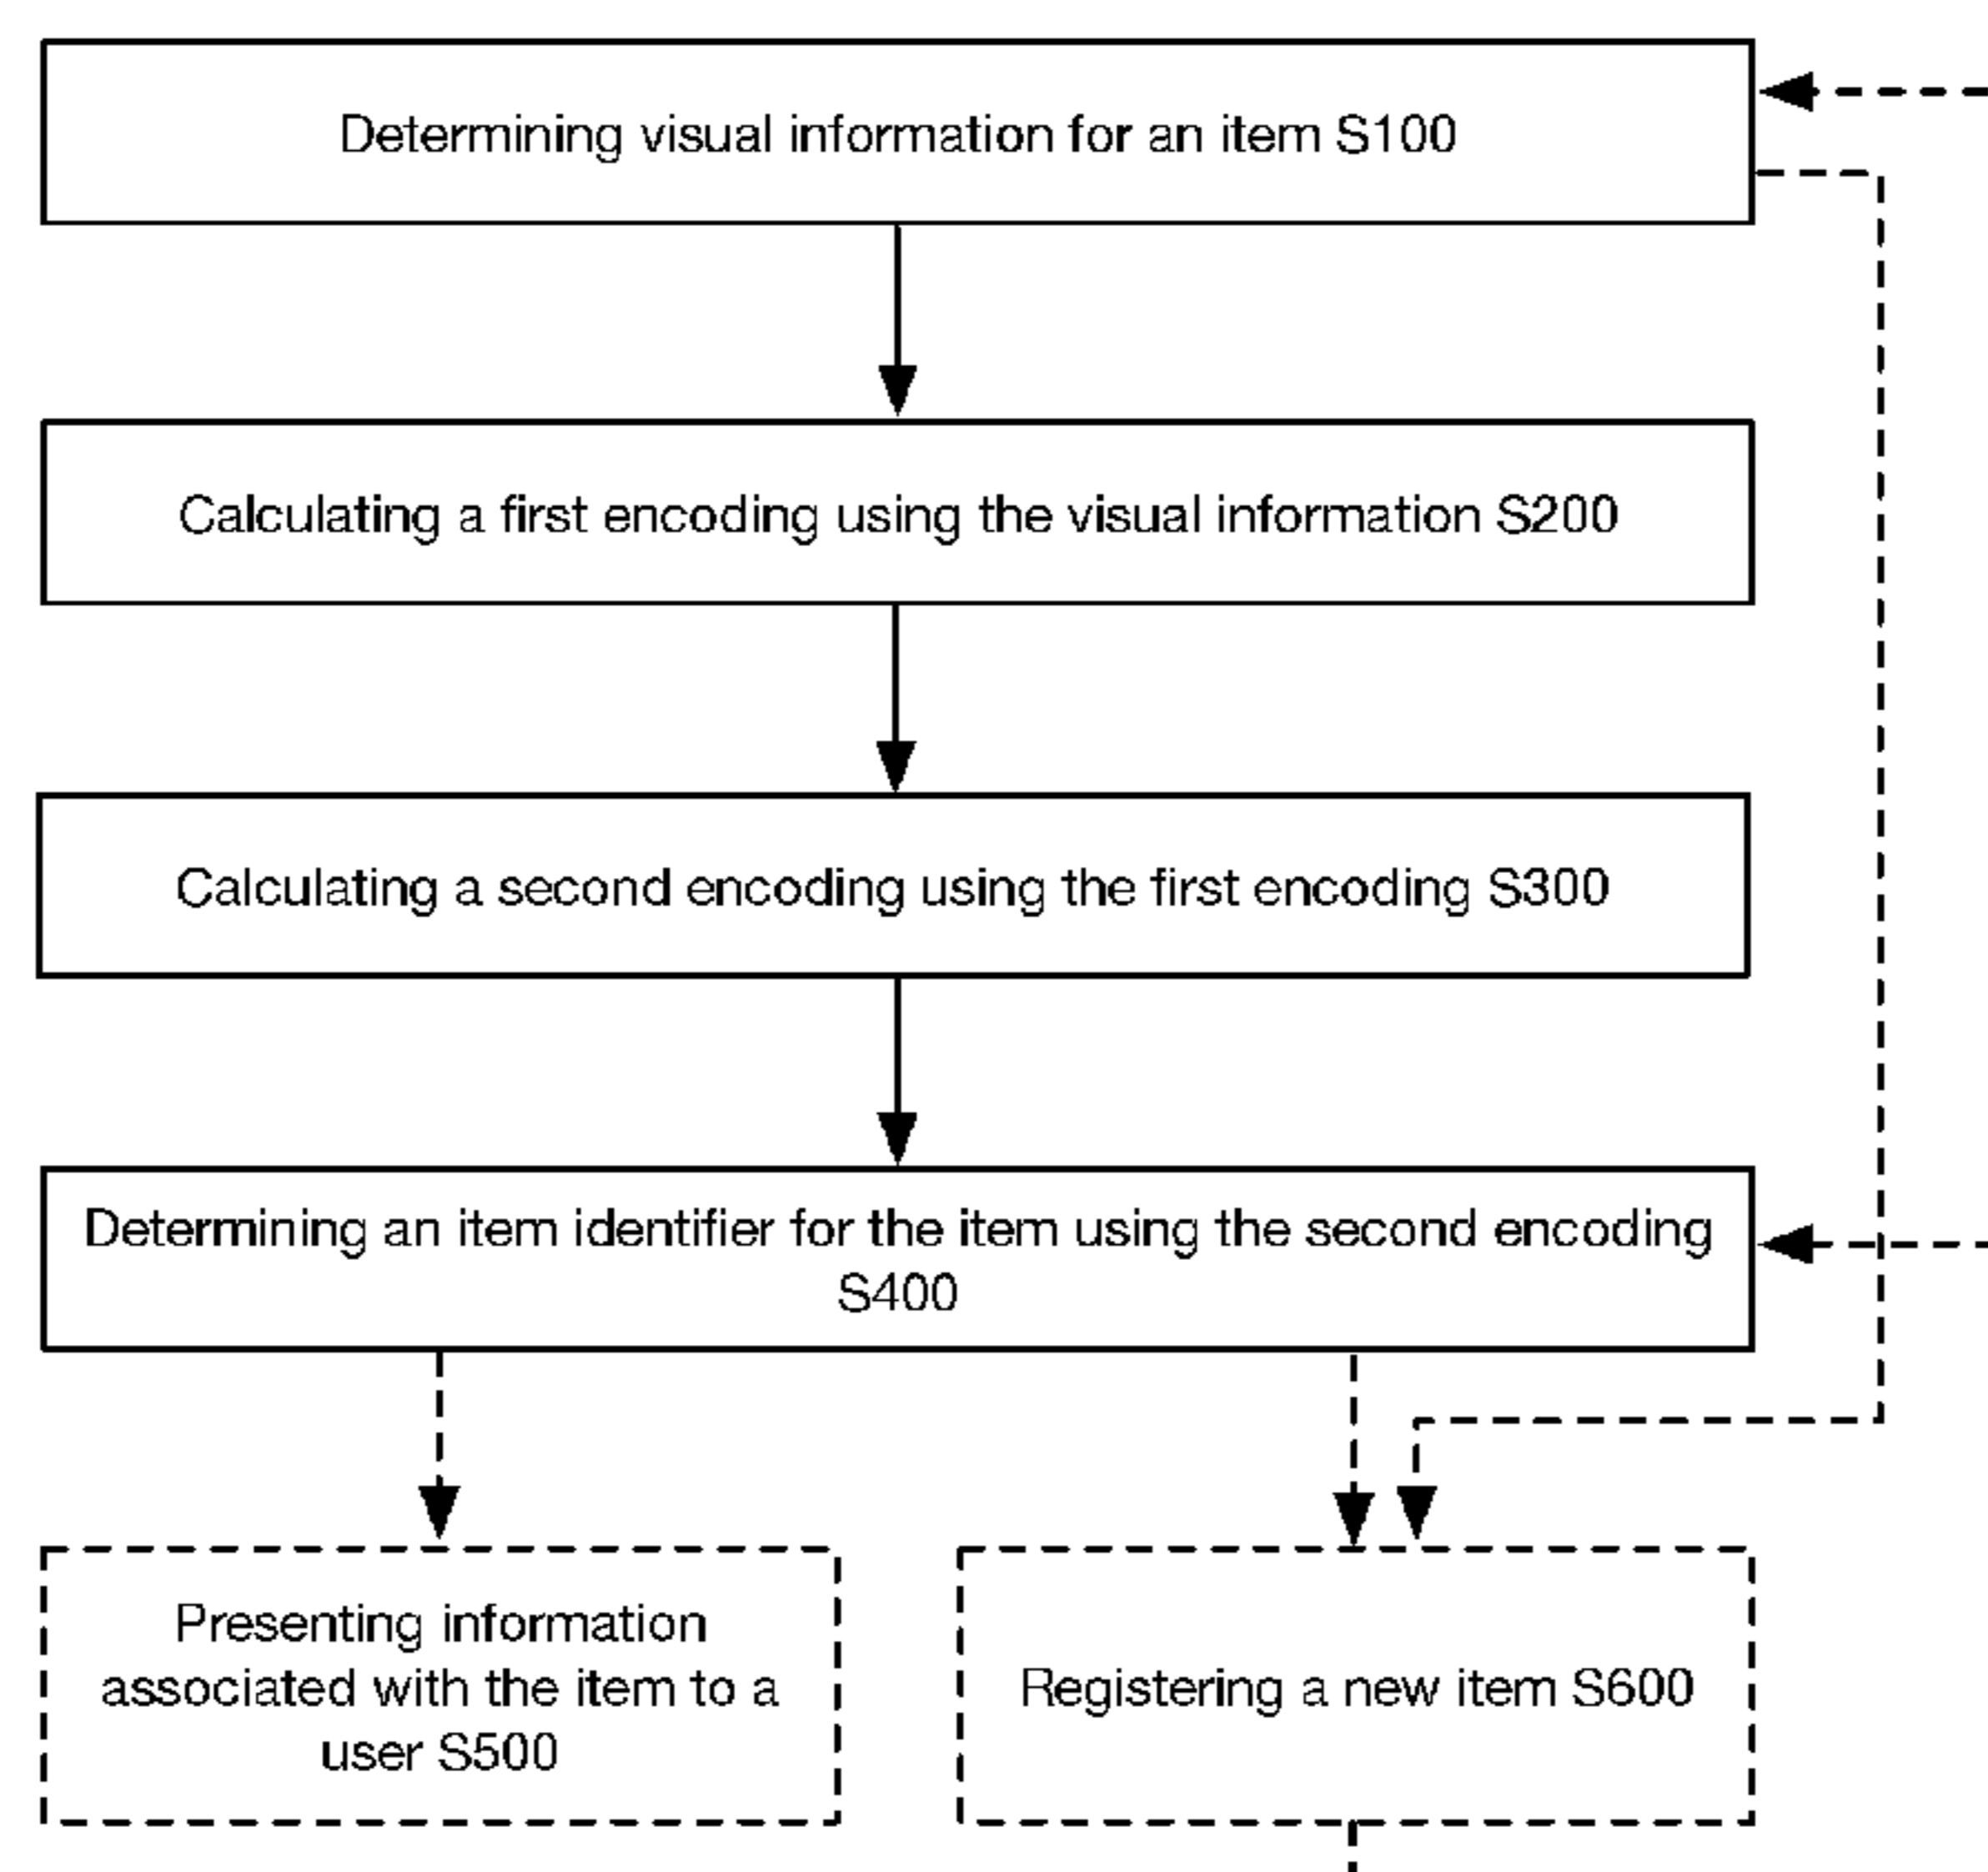 Determining visual information for an item S100
Calculating a first encoding using the visual information S200
Calculating a second encoding using the first encoding S300
Determining an item identifier for the item using the second encoding
S400
Presenting information
associated with the item to a
user S500
Registering a new item S600